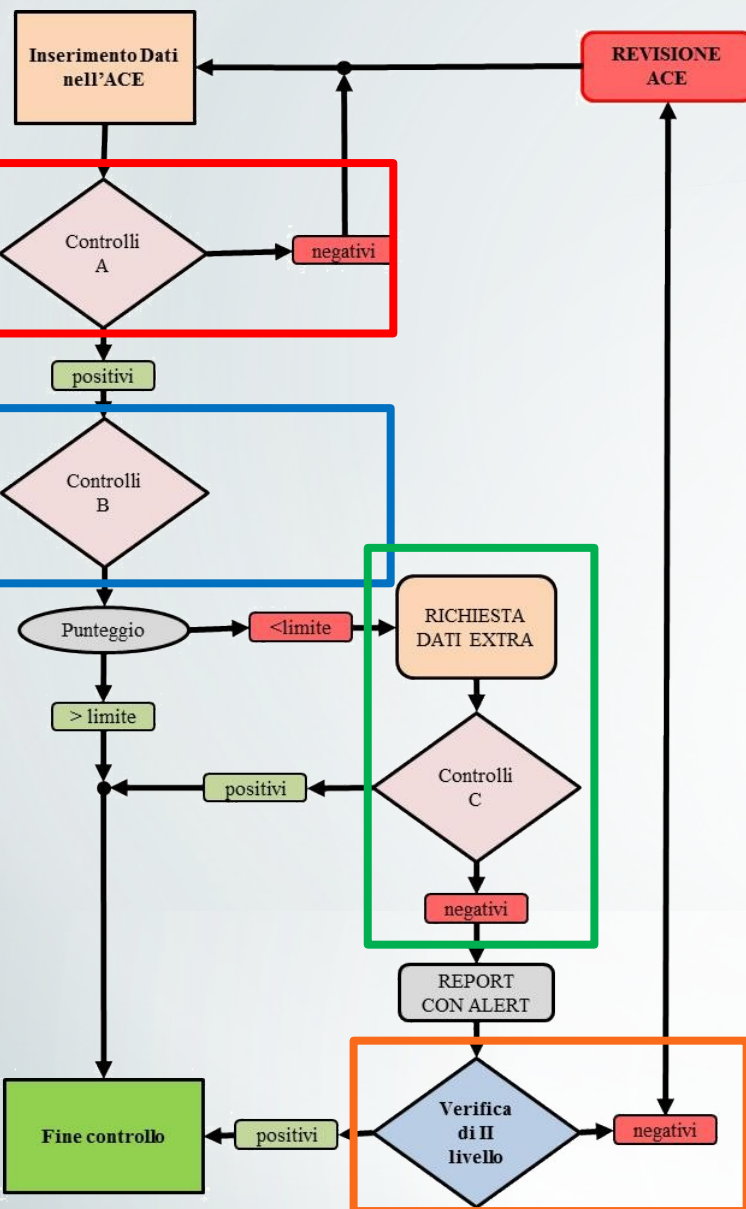 Inserimento Dati
nell'ACE
REVISIONE
ACE
Controlli
A
negativi
positivi
Controlli
B
Punteggio
<limite
RICHIESTA
DATI EXTRA
> limite
Controlli
C
positivi
negativi
REPORT
CON ALERT
Verifica
di II
livello
negativi
positivi
Fine controllo